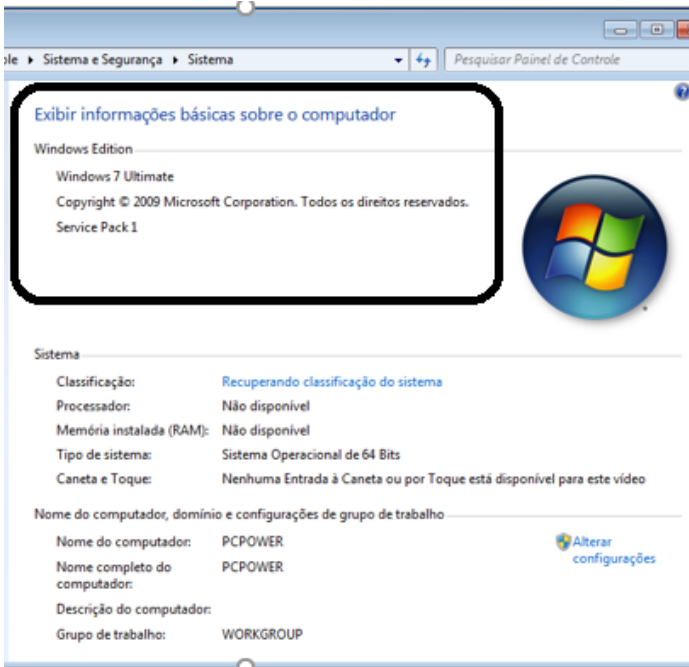 ole ▸ Sistema e Segurança ▸ Sistema
Pesquisar Painel de Controle
Exibir informações básicas sobre o computador
Windows Edition
Windows 7 Ultimate
Copyright © 2009 Microsoft Corporation. Todos os direitos reservados.
Service Pack 1
Sistema
Classificação: Recuperando classificação do sistema
Processador: Não disponível
Memória instalada (RAM): Não disponível
Tipo de sistema: Sistema Operacional de 64 Bits
Caneta e Toque: Nenhuma Entrada à Caneta ou por Toque está disponível para este vídeo
Nome do computador, domínio e configurações de grupo de trabalho
Nome do computador: PCPOWER
Alterar
configurações
Nome completo do PCPOWER
computador:
Descrição do computador:
Grupo de trabalho: WORKGROUP